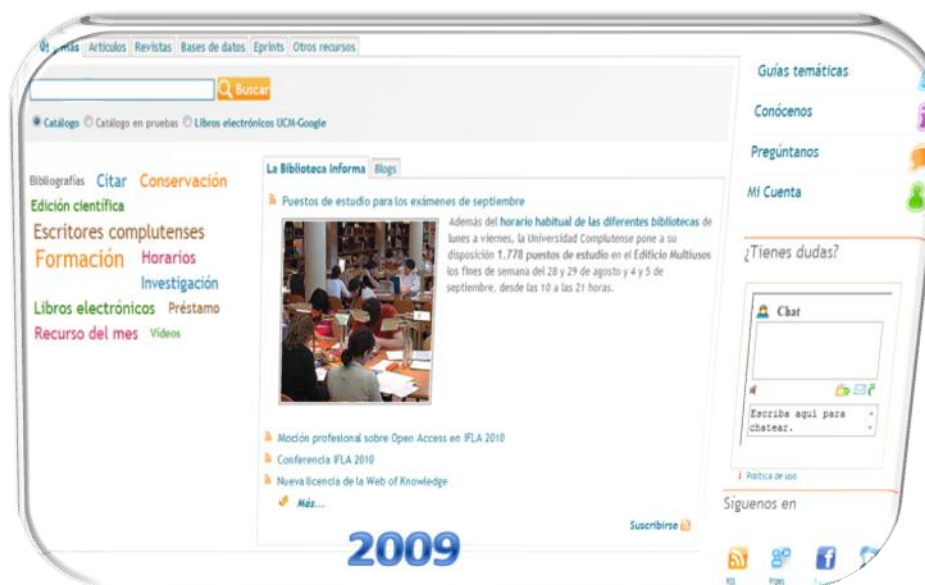 más Artículos Revistas Bases de datos Eprints Otros recursos
Buscar
Catálogo Catálogo en pruebas Libros electrónicos UCM-Google
Bibliografías Citar Conservación
Edición científica
Escritores complutenses
Formación Horarios
Investigación
Libros electrónicos Préstamo
Recurso del mes Vídeos
La Biblioteca Informa Blogs
Puestos de estudio para los exámenes de septiembre
Además del horario habitual de las diferentes bibliotecas de
lunes a viernes, la Universidad Complutense pone a su
disposición 1.778 puestos de estudio en el Edificio Multiusos
los fines de semana del 28 y 29 de agosto y 4 y 5 de
septiembre, desde las 10 a las 21 horas.
Moción profesional sobre Open Access en IFLA 2010
Conferencia IFLA 2010
Nueva licencia de la Web of Knowledge
Más...
Suscribirse
2009
Guías temáticas
Conócenos
Pregúntanos
Mi Cuenta
¿Tienes dudas?
Chat
Escriba aquí para
chatear.
Política de uso
Síguenos en
RSS